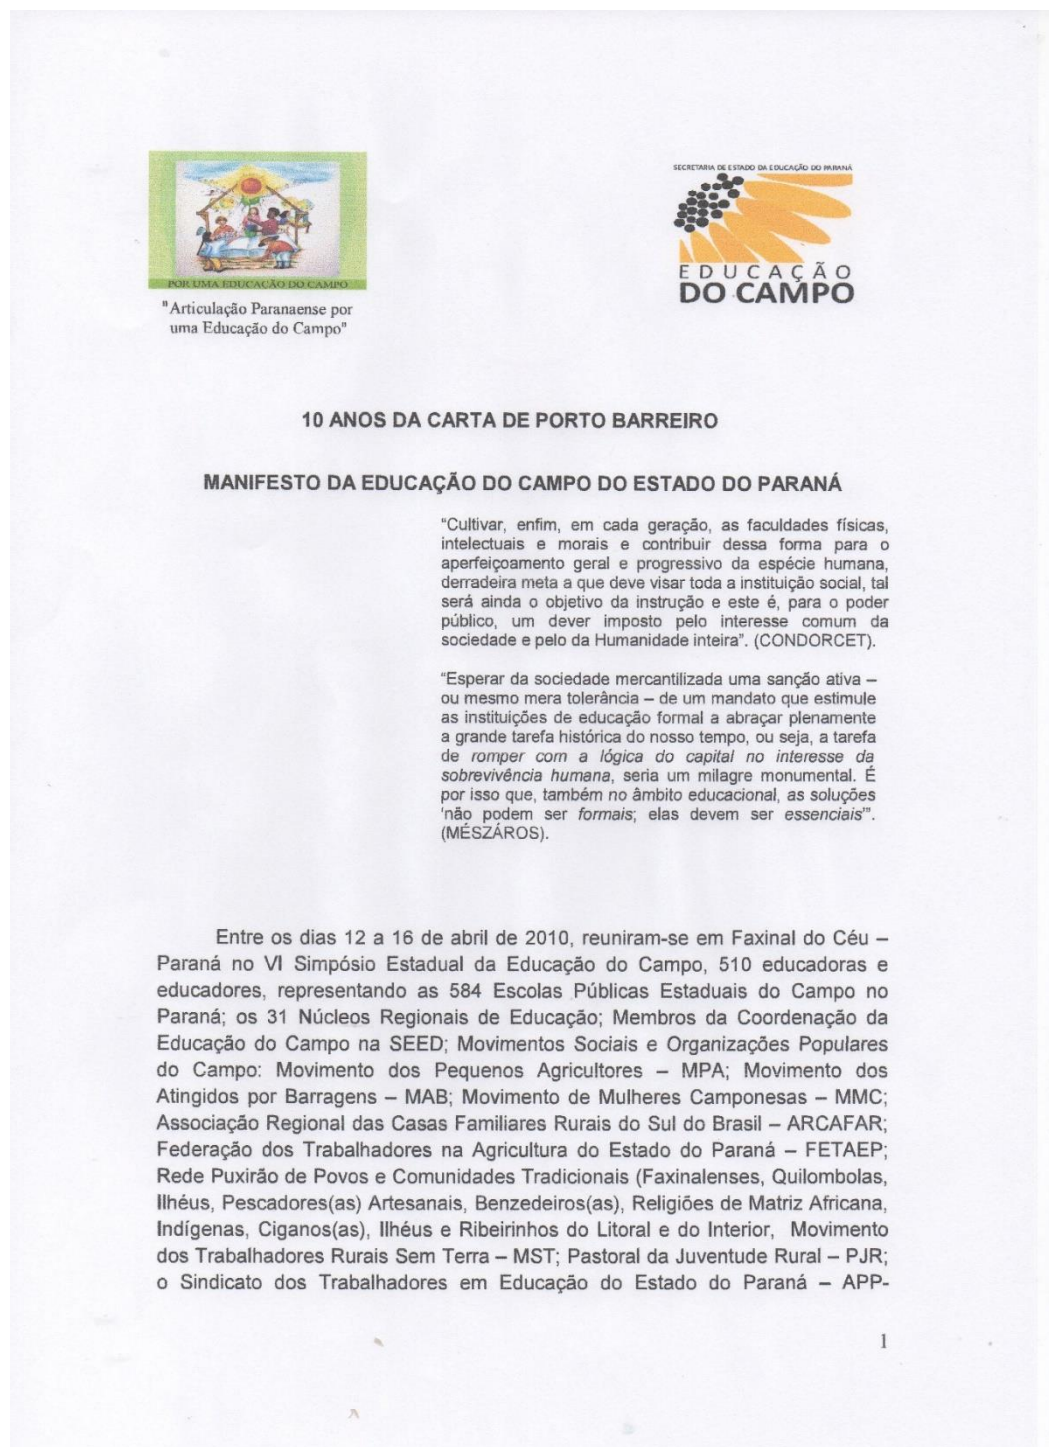 POR UMA EDUCAÇÃO DO CAMPO
"Articulação Paranaense por
uma Educação do Campo"
SECRETARIA DE ESTADO DA EDUCAÇÃO DO PARANÁ
EDUCAÇÃO
DO CAMPO
10 ANOS DA CARTA DE PORTO BARREIRO
MANIFESTO DA EDUCAÇÃO DO CAMPO DO ESTADO DO PARANÁ
“Cultivar, enfim, em cada geração, as faculdades físicas,
intelectuais e morais e contribuir dessa forma para o
aperfeiçoamento geral e progressivo da espécie humana,
derradeira meta a que deve visar toda a instituição social, tal
será ainda o objetivo da instrução e este é, para o poder
público, um dever imposto pelo interesse comum da
sociedade e pelo da Humanidade inteira”. (CONDORCET).
“Esperar da sociedade mercantilizada uma sanção ativa –
ou mesmo mera tolerância – de um mandato que estimule
as instituições de educação formal a abraçar plenamente
a grande tarefa histórica do nosso tempo, ou seja, a tarefa
de romper com a lógica do capital no interesse da
sobrevivência humana, seria um milagre monumental. É
por isso que, também no âmbito educacional, as soluções
‘não podem ser formais; elas devem ser essenciais’”.
(MÉSZÁROS).
Entre os dias 12 a 16 de abril de 2010, reuniram-se em Faxinal do Céu –
Paraná no VI Simpósio Estadual da Educação do Campo, 510 educadoras e
educadores, representando as 584 Escolas Públicas Estaduais do Campo no
Paraná; os 31 Núcleos Regionais de Educação; Membros da Coordenação da
Educação do Campo na SEED; Movimentos Sociais e Organizações Populares
do Campo: Movimento dos Pequenos Agricultores – MPA; Movimento dos
Atingidos por Barragens – MAB; Movimento de Mulheres Camponesas – MMC;
Associação Regional das Casas Familiares Rurais do Sul do Brasil – ARCAFAR;
Federação dos Trabalhadores na Agricultura do Estado do Paraná – FETAEP;
Rede Puxirão de Povos e Comunidades Tradicionais (Faxinalenses, Quilombolas,
Ilhéus, Pescadores(as) Artesanais, Benzedeiros(as), Religiões de Matriz Africana,
Indígenas, Ciganos(as), Ilhéus e Ribeirinhos do Litoral e do Interior, Movimento
dos Trabalhadores Rurais Sem Terra – MST; Pastoral da Juventude Rural – PJR;
o Sindicato dos Trabalhadores em Educação do Estado do Paraná – APP-
1